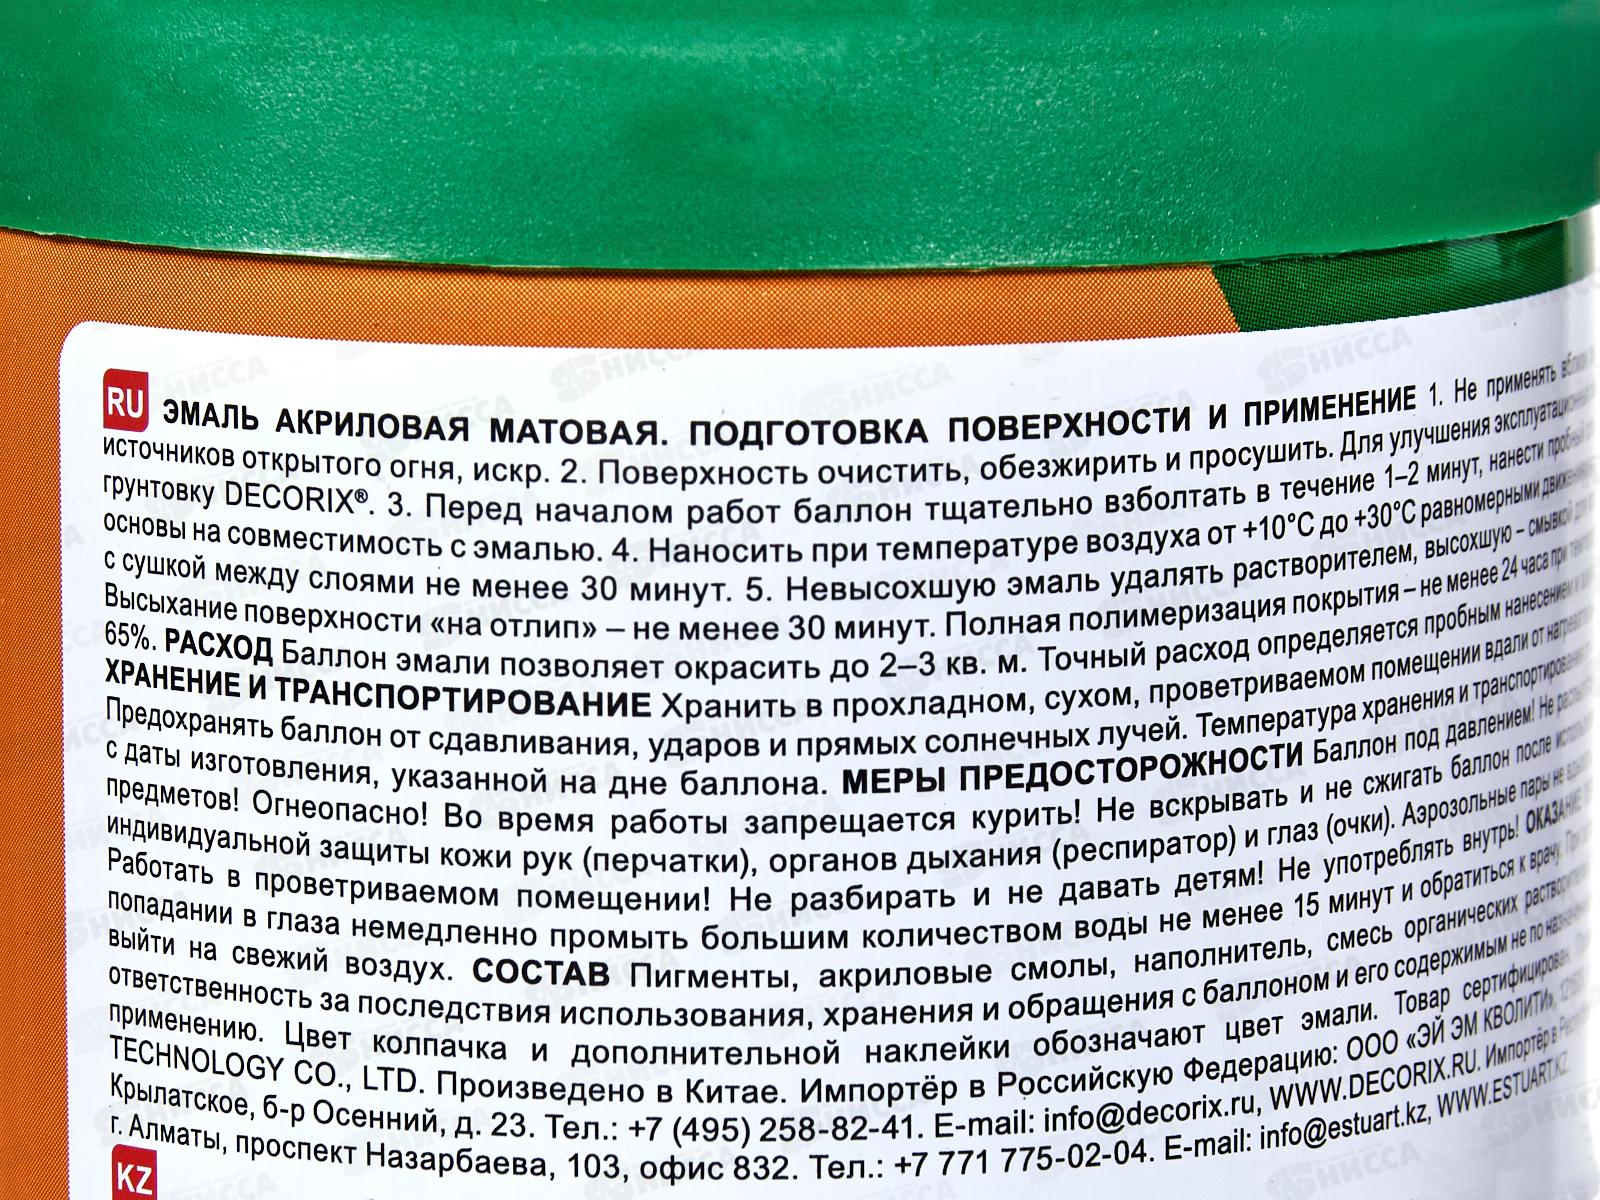 RU ЭМАЛЬ АКРИЛОВАЯ МАТОВАЯ. ПОДГОТОВКА ПОВЕРХНОСТИ И ПРИМЕНЕНИЕ 1. Не применять вблизи
источников открытого огня, искр. 2. Поверхность очистить, обезжирить и просушить. Для улучшения
грунтовку DECORIX®. 3. Перед началом работ баллон тщательно взболтать в течение 1–2 минут, нанести
основы на совместимость с эмалью. 4. Наносить при температуре воздуха от +10°С до +30°С равномерными
с сушкой между слоями не менее 30 минут. 5. Невысохшую эмаль удалять растворителем, высохшую – смывкой
Высыхание поверхности «на отлип» – не менее 30 минут. Полная полимеризация покрытия – не менее 24 часа при
65%. РАСХОД Баллон эмали позволяет окрасить до 2–3 кв. м. Точный расход определяется пробным нанесением
ХРАНЕНИЕ И ТРАНСПОРТИРОВАНИЕ Хранить в прохладном, сухом, проветриваемом помещении вдали от
Предохранять баллон от сдавливания, ударов и прямых солнечных лучей. Температура хранения и
с даты изготовления, указанной на дне баллона. МЕРЫ ПРЕДОСТОРОЖНОСТИ Баллон под давлением! Не
предметов! Огнеопасно! Во время работы запрещается курить! Не вскрывать и не сжигать баллон после
индивидуальной защиты кожи рук (перчатки), органов дыхания (респиратор) и глаз (очки). Аэрозольные пары не
Работать в проветриваемом помещении! Не разбирать и не давать детям! Не употреблять внутрь!
попадании в глаза немедленно промыть большим количеством воды не менее 15 минут и обратиться к врачу. При
выйти на свежий воздух. СОСТАВ Пигменты, акриловые смолы, наполнитель, смесь органических
ответственность за последствия использования, хранения и обращения с баллоном и его содержимым не по
применению. Цвет колпачка и дополнительной наклейки обозначают цвет эмали. Товар сертифицирован.
TECHNOLOGY CO., LTD. Произведено в Китае. Импортёр в Российскую Федерацию: ООО «ЭЙ ЭМ КВОЛИТИ»,
Крылатское, б-р Осенний, д. 23. Тел.: +7 (495) 258-82-41. E-mail: info@decorix.ru, WWW.DECORIX.RU. Импортёр в
г. Алматы, проспект Назарбаева, 103, офис 832. Тел.: +7 771 775-02-04. E-mail: info@estuart.kz, WWW.ESTUART.KZ
KZ